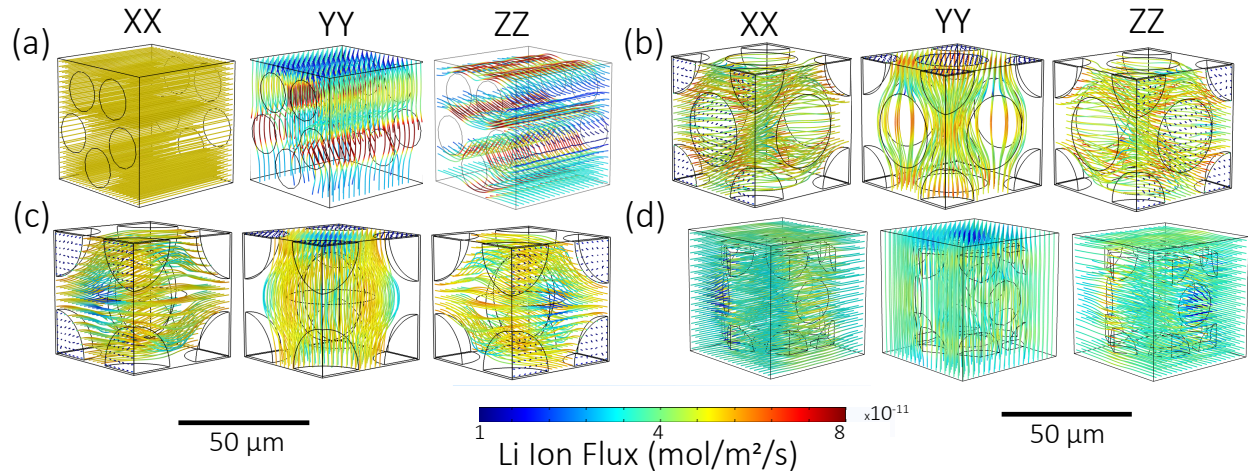 XX YY ZZ XX YY ZZ
(a) (b)
(c) (d)
x10-11
1 4 8
50 μm 50 μm
Li Ion Flux (mol/m²/s)